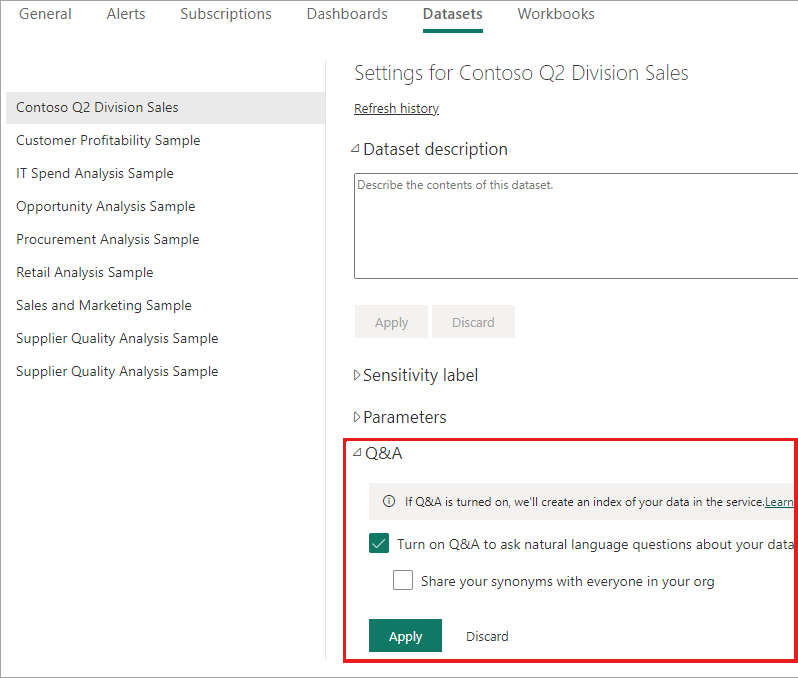 General Alerts Subscriptions Dashboards Datasets Workbooks
Contoso Q2 Division Sales
Customer Profitability Sample
IT Spend Analysis Sample
Opportunity Analysis Sample
Procurement Analysis Sample
Retail Analysis Sample
Sales and Marketing Sample
Supplier Quality Analysis Sample
Supplier Quality Analysis Sample
Settings for Contoso Q2 Division Sales
Refresh history
Dataset description
Describe the contents of this dataset.
Apply Discard
Sensitivity label
Parameters
Q&A
If Q&A is turned on, we'll create an index of your data in the service.Learn
Turn on Q&A to ask natural language questions about your data
Share your synonyms with everyone in your org
Apply Discard